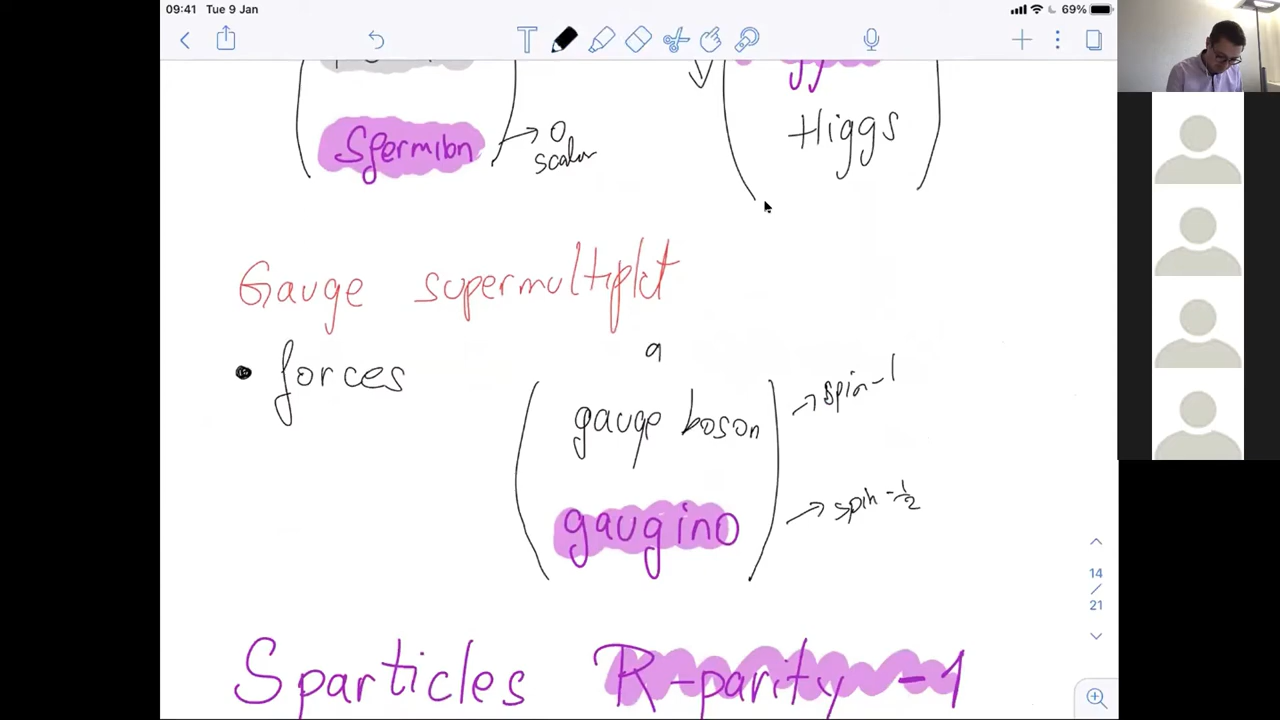 09:41 Tue 9 Jan 69%
Sfermion → 0
scalar
Higgs
Gauge supermultiplet
• forces
gauge boson → spin-1
gaugino → spin-1/2
14
/
21
Sparticles R-parity -1